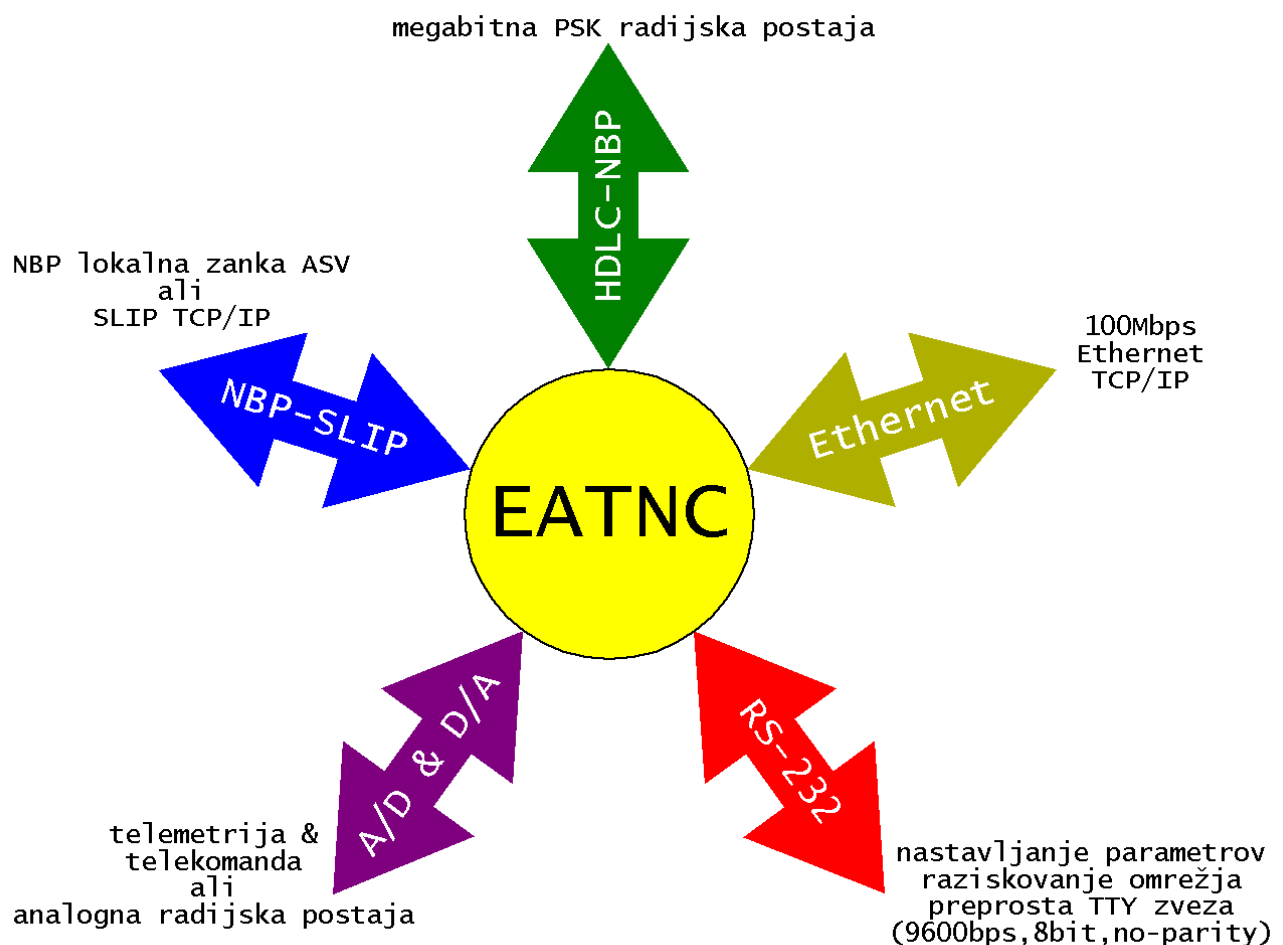 megabitna PSK radijska postaja
HDLC-NBP
NBP lokalna zanka ASV
ali
SLIP TCP/IP
NBP-SLIP
100Mbps
Ethernet
TCP/IP
Ethernet
EATNC
A/D & D/A
telemetrija &
telekomanda
ali
analogna radijska postaja
RS-232
nastavljanje parametrov
raziskovanje omrežja
preprosta TTY zveza
(9600bps,8bit,no-parity)